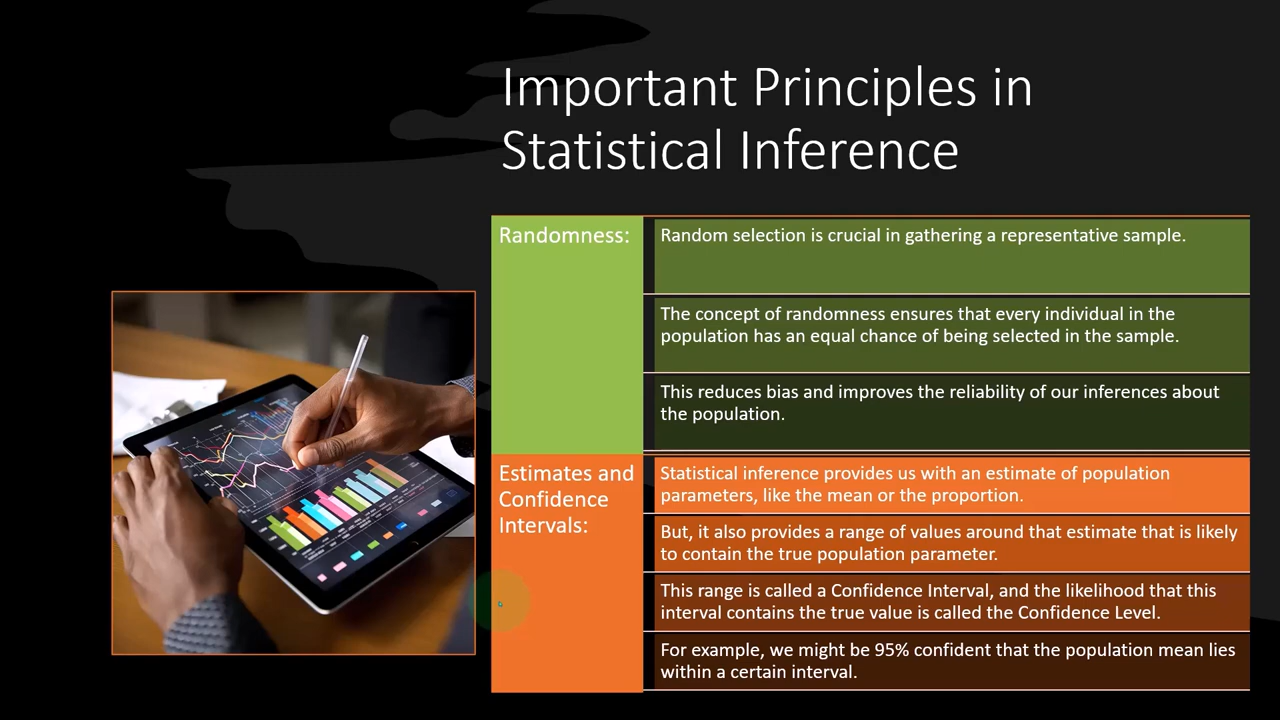 Important Principles in
Statistical Inference
Randomness:
Random selection is crucial in gathering a representative sample.
The concept of randomness ensures that every individual in the
population has an equal chance of being selected in the sample.
This reduces bias and improves the reliability of our inferences about
the population.
Estimates and
Confidence
Intervals:
Statistical inference provides us with an estimate of population
parameters, like the mean or the proportion.
But, it also provides a range of values around that estimate that is likely
to contain the true population parameter.
This range is called a Confidence Interval, and the likelihood that this
interval contains the true value is called the Confidence Level.
For example, we might be 95% confident that the population mean lies
within a certain interval.